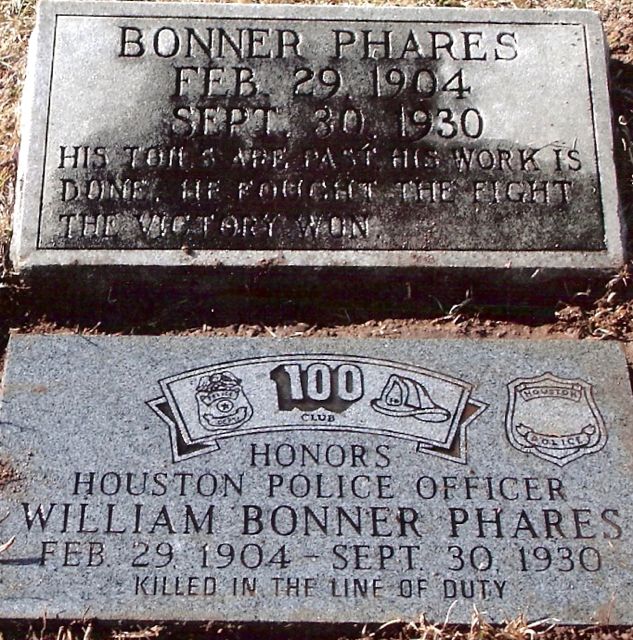 BONNER PHARES
FEB. 29 1904
SEPT. 30, 1930
HIS TOILS ARE PAST HIS WORK IS
DONE. HE FOUGHT THE FIGHT
THE VICTORY WON.
100
CLUB
HOUSTON
POLICE
HONORS
HOUSTON POLICE OFFICER
WILLIAM BONNER PHARES
FEB. 29, 1904 - SEPT. 30, 1930
KILLED IN THE LINE OF DUTY